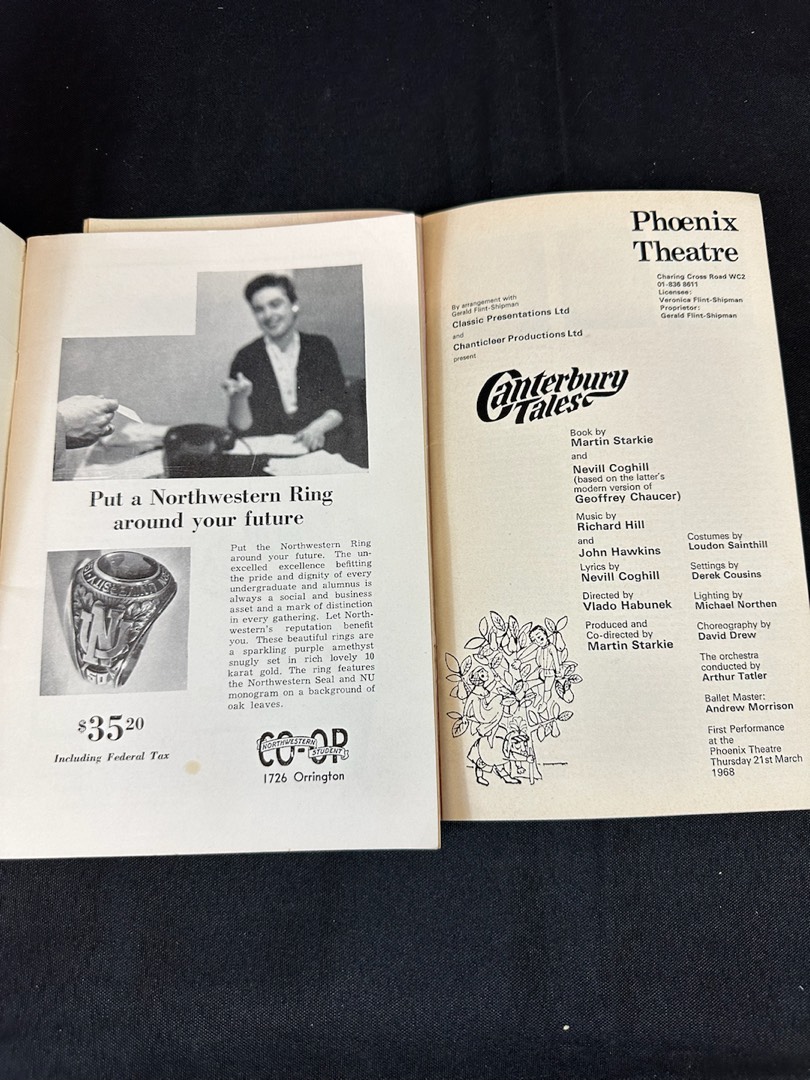 Put a Northwestern Ring
around your future
Put the Northwestern Ring
around your future. The un-
excelled excellence befitting
the pride and dignity of every
undergraduate and alumnus is
always a social and business
asset and a mark of distinction
in every gathering. Let North-
western's reputation benefit
you. These beautiful rings are
a sparkling purple amethyst
snugly set in rich lovely 10
karat gold. The ring features
the Northwestern Seal and NU
monogram on a background of
oak leaves.
$35.20
Including Federal Tax
CO-OP
NORTHWESTERN
STUDENT
1726 Orrington
Phoenix
Theatre
Charing Cross Road WC2
01-836 8611
Licensee:
Veronica Flint-Shipman
Proprietor:
Gerald Flint-Shipman
By arrangement with
Gerald Flint-Shipman
Classic Presentations Ltd
and
Chanticleer Productions Ltd
present
Canterbury
Tales
Book by
Martin Starkie
and
Nevill Coghill
(based on the latter's
modern version of
Geoffrey Chaucer)
Music by
Richard Hill
and
John Hawkins
Lyrics by
Nevill Coghill
Directed by
Vlado Habunek
Produced and
Co-directed by
Martin Starkie
Costumes by
Loudon Sainthill
Settings by
Derek Cousins
Lighting by
Michael Northen
Choreography by
David Drew
The orchestra
conducted by
Arthur Tatler
Ballet Master:
Andrew Morrison
First Performance
at the
Phoenix Theatre
Thursday 21st March
1968